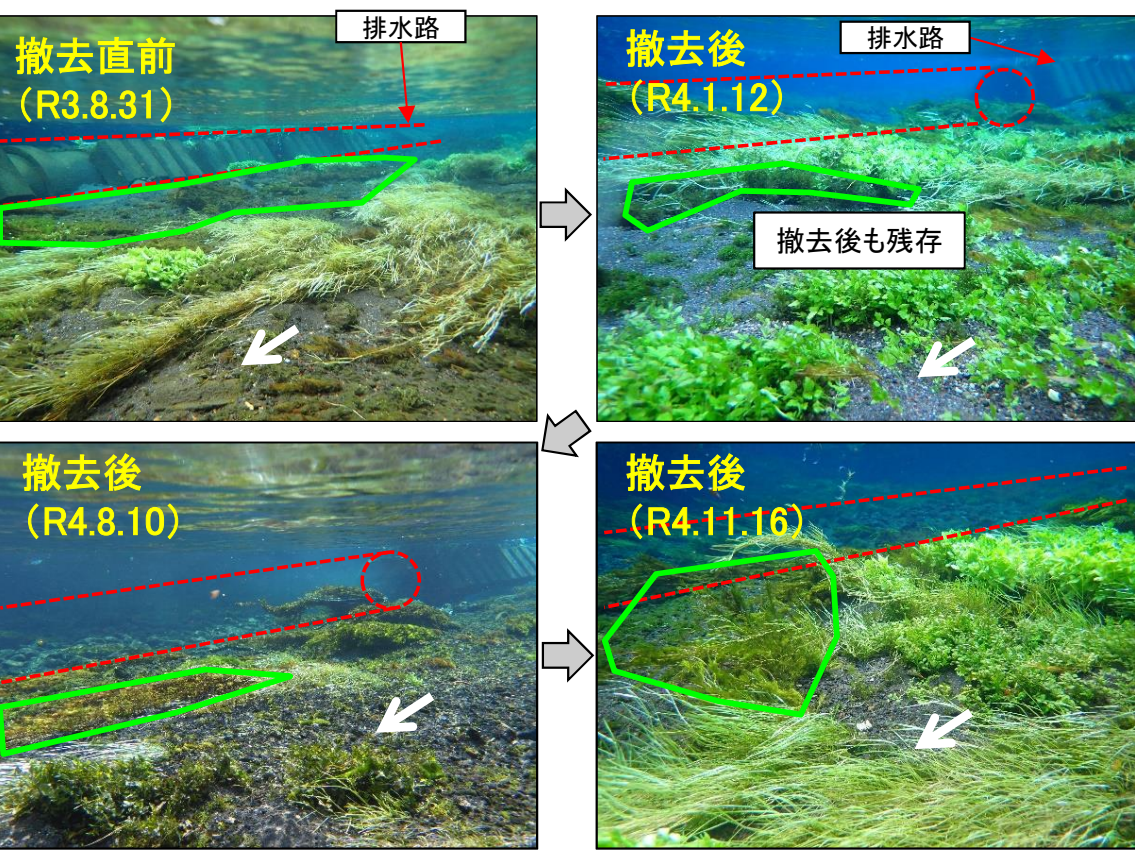 排水路
撤去直前
（R3.8.31）
排水路
撤去後
（R4.1.12）
撤去後も残存
撤去後
（R4.8.10）
撤去後
（R4.11.16）